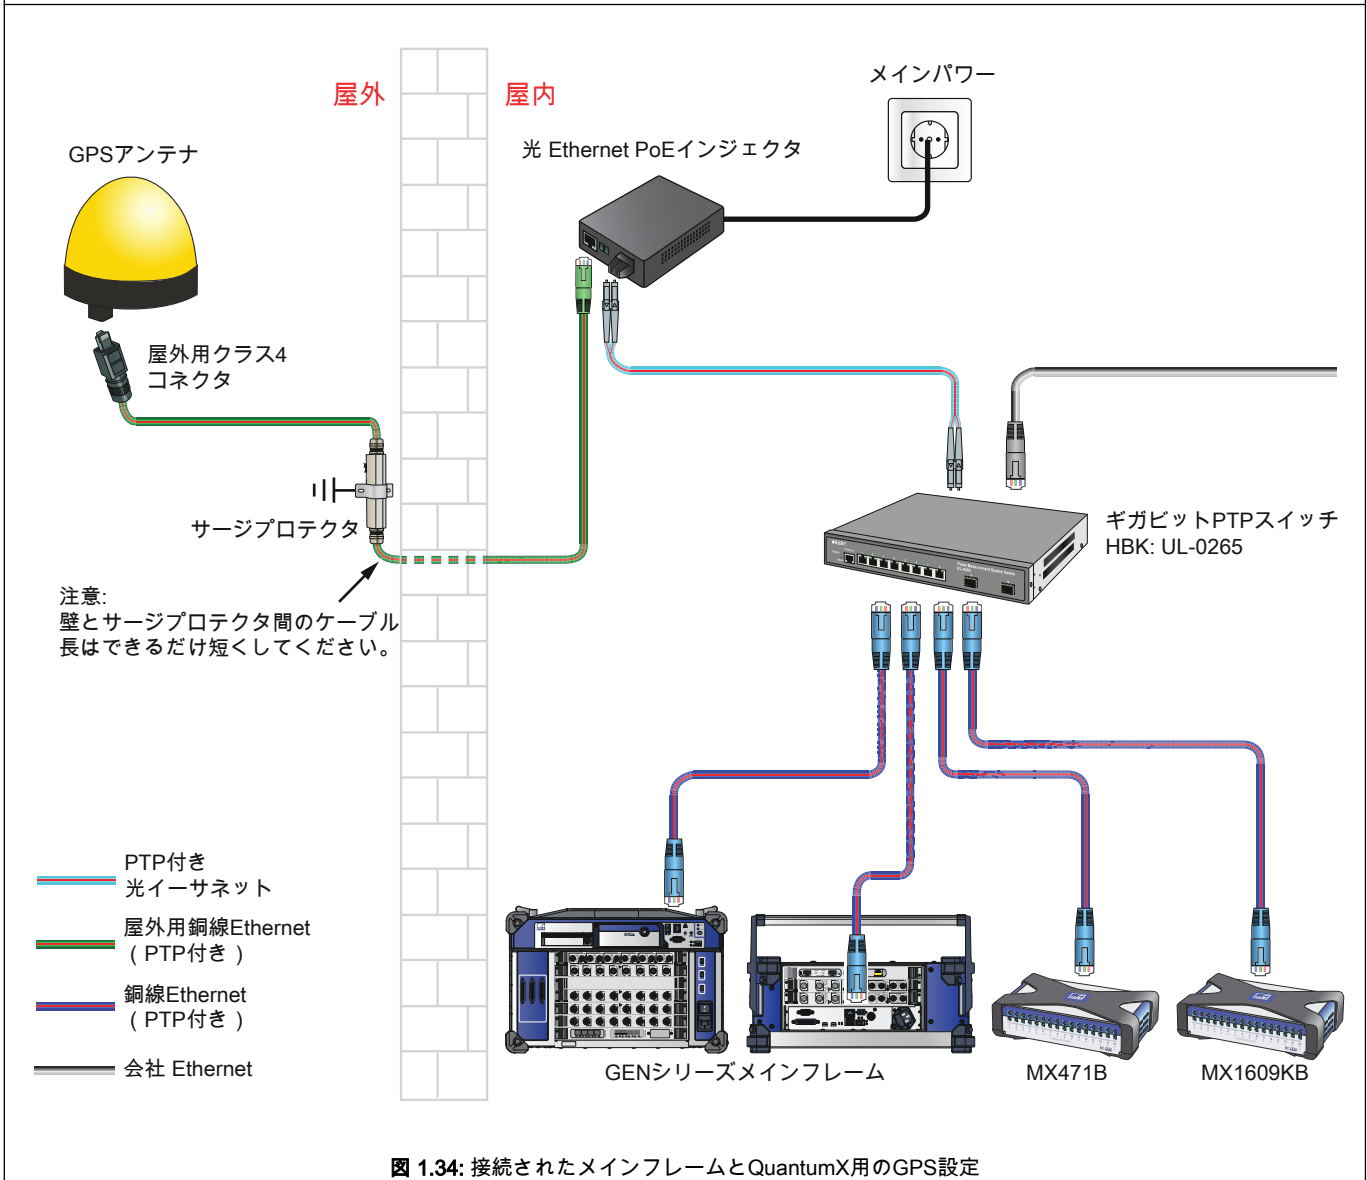 屋外
屋内
メインパワー
GPSアンテナ
光 Ethernet PoEインジェクタ
屋外用クラス4
コネクタ
サージプロテクタ
ギガビットPTPスイッチ
HBK: UL-0265
注意:
壁とサージプロテクタ間のケーブル
長はできるだけ短くしてください。
PTP付き
光イーサネット
屋外用銅線Ethernet
(PTP付き)
銅線Ethernet
(PTP付き)
会社 Ethernet
GENシリーズメインフレーム
MX471B
MX1609KB
図 1.34: 接続されたメインフレームとQuantumX用のGPS設定